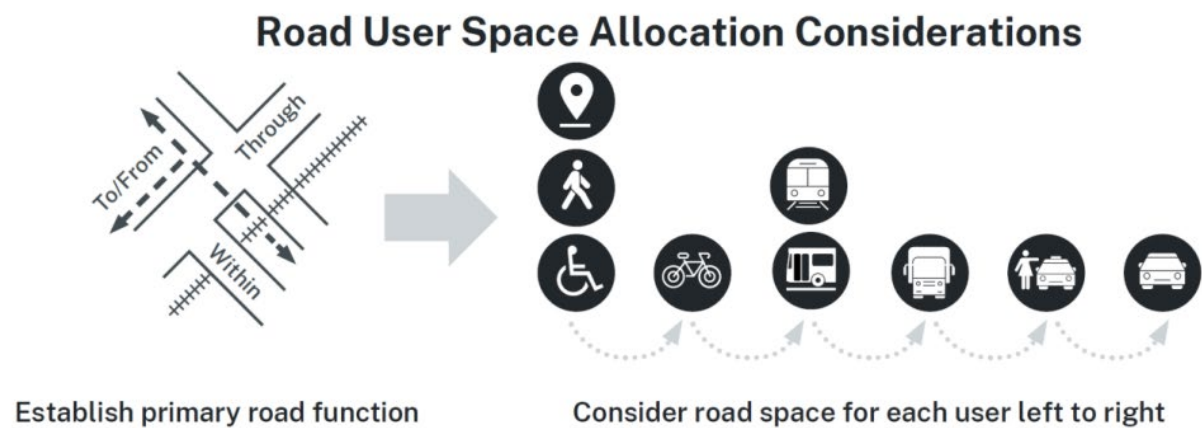 Road User Space Allocation Considerations
Through
To/From
Within
Establish primary road function
Consider road space for each user left to right